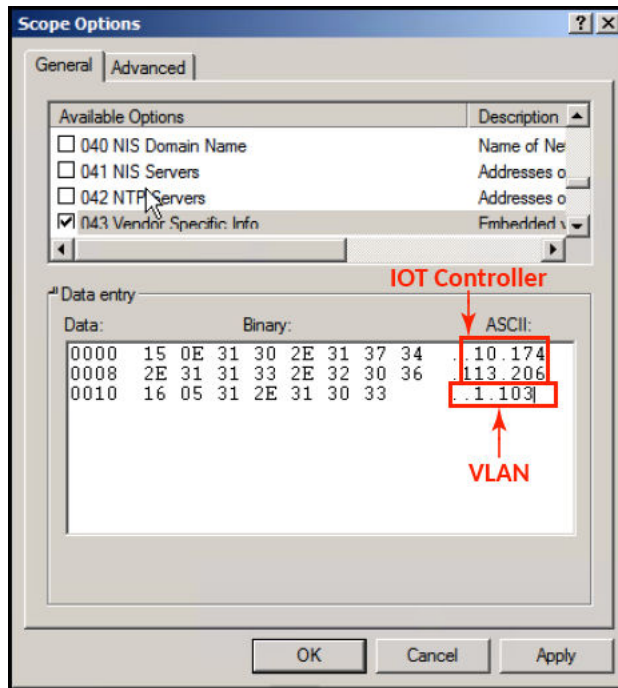 Scope Options
General Advanced
Available Options Description
040 NIS Domain Name Name of Ne
041 NIS Servers Addresses o
042 NTP Servers Addresses o
043 Vendor Specific Info Embedded v
IOT Controller
Data entry
Data: Binary: ASCII:
0000 15 0E 31 30 2E 31 37 34 ..10.174
0008 2E 31 31 33 2E 32 30 36 .113.206
0010 16 05 31 2E 31 30 33 ..1.103
VLAN
OK Cancel Apply